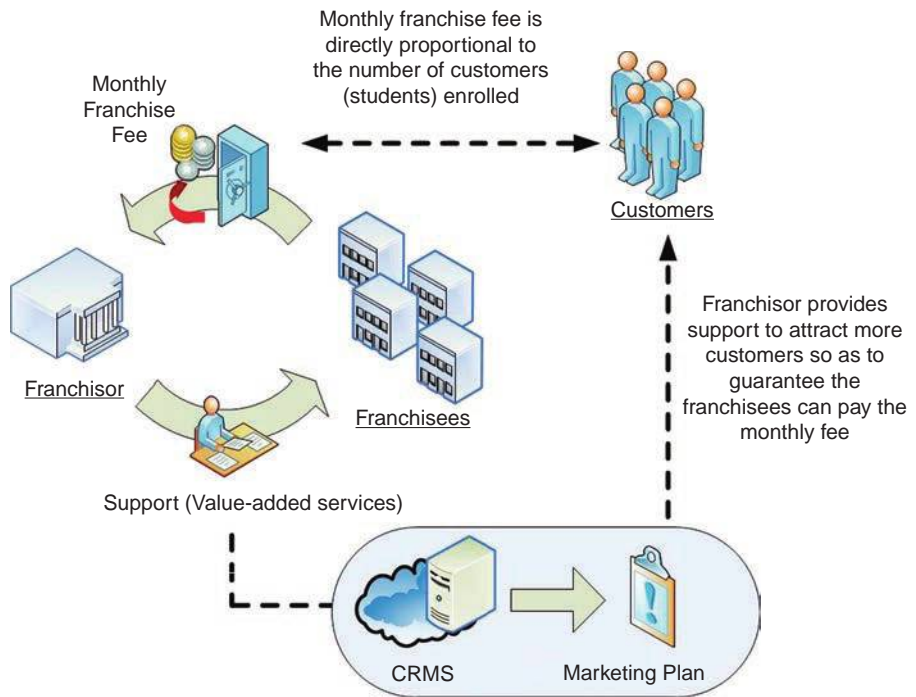 Monthly franchise fee is
directly proportional to
the number of customers
(students) enrolled
Monthly
Franchise
Fee
Customers
Franchisor provides
support to attract more
customers so as to
guarantee the
franchisees can pay the
monthly fee
Franchisor
Franchisees
Support (Value-added services)
CRMS
Marketing Plan